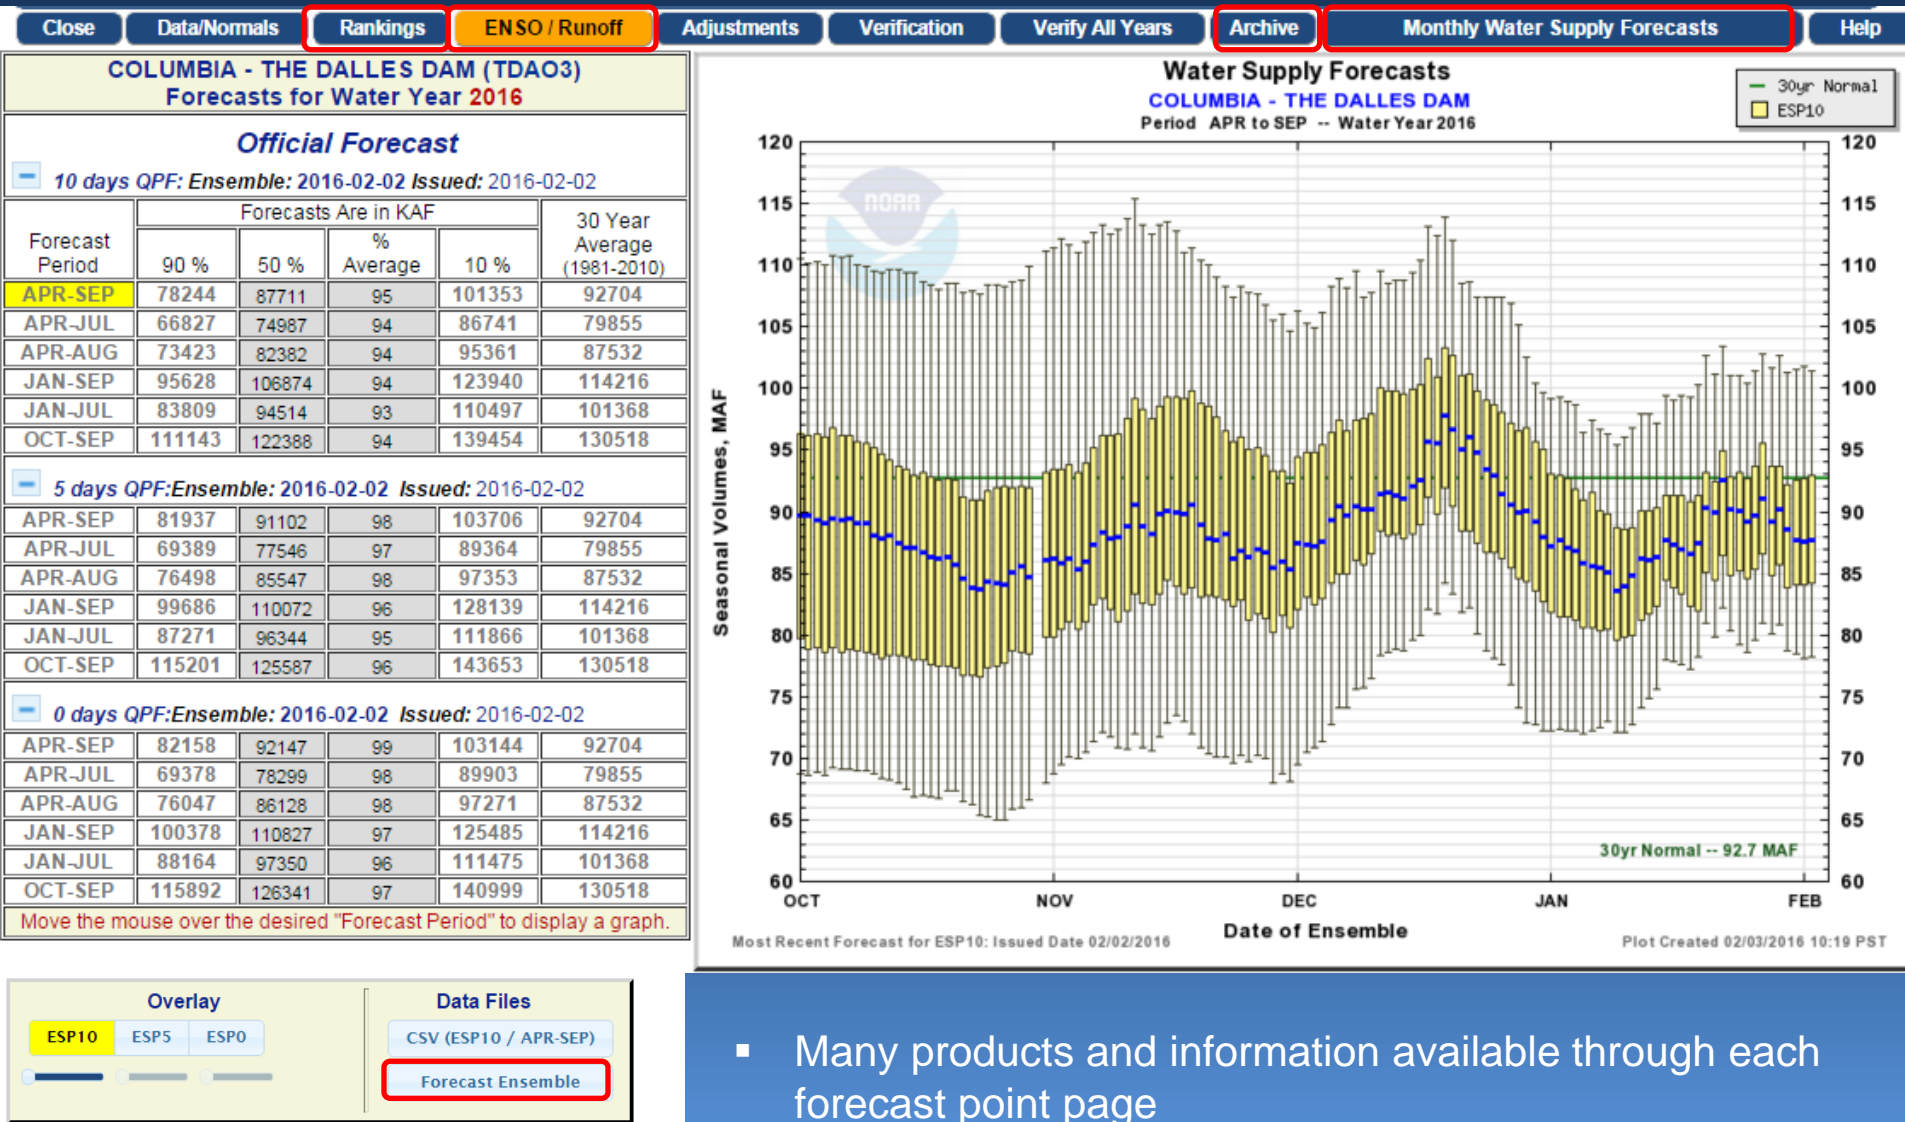 Close Data/Normals Rankings ENSO / Runoff Adjustments Verification Verify All Years Archive Monthly Water Supply Forecasts Help
COLUMBIA - THE DALLES DAM (TDAO3)
Forecasts for Water Year 2016
Official Forecast
10 days QPF: Ensemble: 2016-02-02 Issued: 2016-02-02
Forecast Period Forecasts Are in KAF 30 Year Average (1981-2010)
90 % 50 % % Average 10 %
APR-SEP 78244 87711 95 101353 92704
APR-JUL 66827 74987 94 86741 79855
APR-AUG 73423 82382 94 95361 87532
JAN-SEP 95628 106874 94 123940 114216
JAN-JUL 83809 94514 93 110497 101368
OCT-SEP 111143 122388 94 139454 130518
5 days QPF:Ensemble: 2016-02-02 Issued: 2016-02-02
APR-SEP 81937 91102 98 103706 92704
APR-JUL 69389 77546 97 89364 79855
APR-AUG 76498 85547 98 97353 87532
JAN-SEP 99686 110072 96 128139 114216
JAN-JUL 87271 96344 95 111866 101368
OCT-SEP 115201 125587 96 143653 130518
0 days QPF:Ensemble: 2016-02-02 Issued: 2016-02-02
APR-SEP 82158 92147 99 103144 92704
APR-JUL 69378 78299 98 89903 79855
APR-AUG 76047 86128 98 97271 87532
JAN-SEP 100378 110827 97 125485 114216
JAN-JUL 88164 97350 96 111475 101368
OCT-SEP 115892 126341 97 140999 130518
Move the mouse over the desired "Forecast Period" to display a graph.
Water Supply Forecasts
COLUMBIA - THE DALLES DAM
Period APR to SEP -- Water Year 2016
30yr Normal
ESP10
NOAA
Seasonal Volumes, MAF
120 120
115 115
110 110
105 105
100 100
95 95
90 90
85 85
80 80
75 75
70 70
65 65
60 60
30yr Normal -- 92.7 MAF
OCT NOV DEC JAN FEB
Date of Ensemble
Most Recent Forecast for ESP10: Issued Date 02/02/2016
Plot Created 02/03/2016 10:19 PST
Overlay
ESP10 ESP5 ESP0
Data Files
CSV (ESP10 / APR-SEP)
Forecast Ensemble
▪ Many products and information available through each
forecast point page